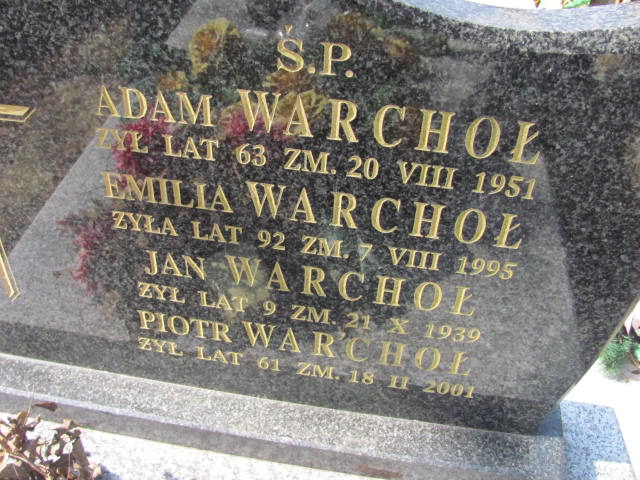 Ś.P.
ADAM WARCHOŁ
ŻYŁ LAT 63 ZM. 20 VIII 1951
EMILIA WARCHOŁ
ŻYŁA LAT 92 ZM. 7 VIII 1995
JAN WARCHOŁ
ŻYŁ LAT 9 ZM. 21 X 1939
PIOTR WARCHOŁ
ŻYŁ LAT 61 ZM. 18 II 2001